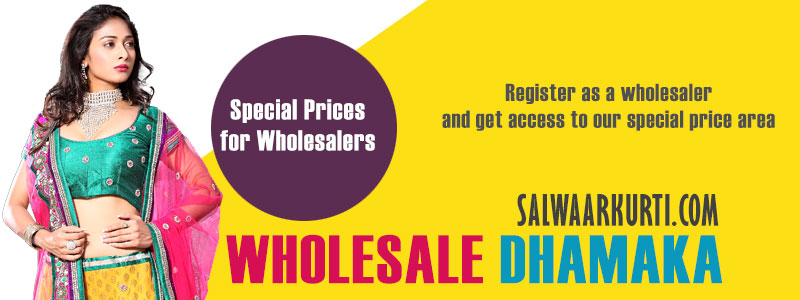 Special Prices
for Wholesalers
Register as a wholesaler
and get access to our special price area
SALWAARKURTI.COM
WHOLESALE DHAMAKA